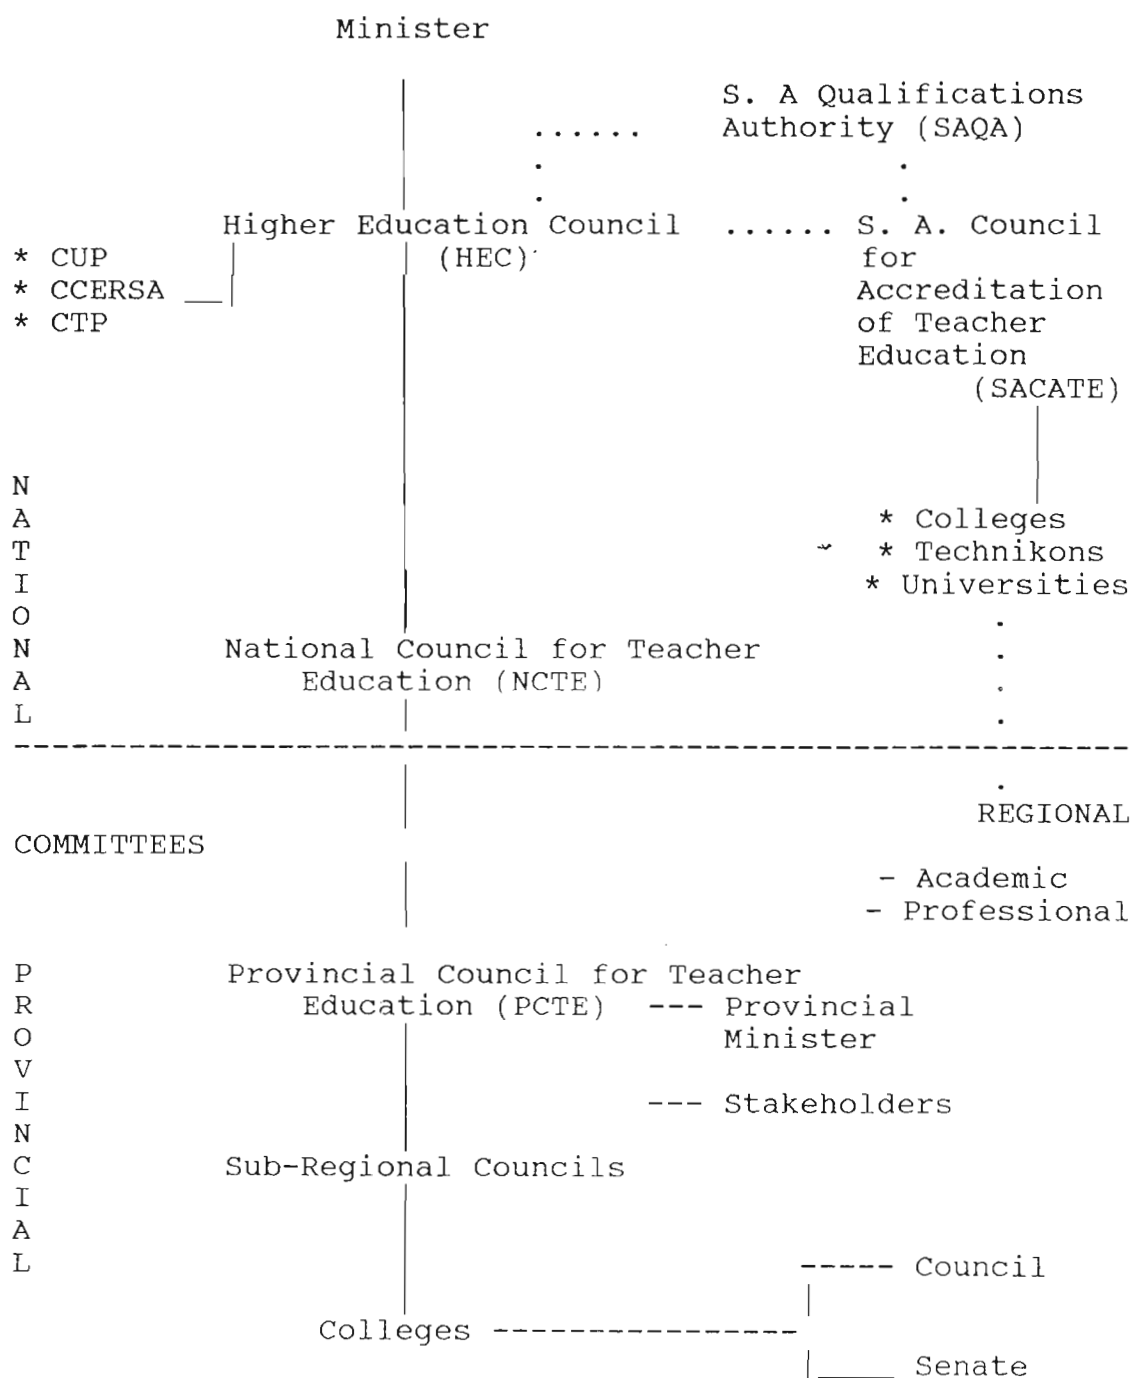 Minister
S. A Qualifications
...... Authority (SAQA)
Higher Education Council ...... S. A. Council
* CUP (HEC) for
* CCERSA Accreditation
* CTP of Teacher
Education
(SACATE)
NATIONAL
* Colleges
* Technikons
* Universities
National Council for Teacher
Education (NCTE)
REGIONAL
COMMITTEES
- Academic
- Professional
PROVINCIAL
Provincial Council for Teacher
Education (PCTE) --- Provincial
Minister
--- Stakeholders
Sub-Regional Councils
----- Council
Colleges ----------------
Senate